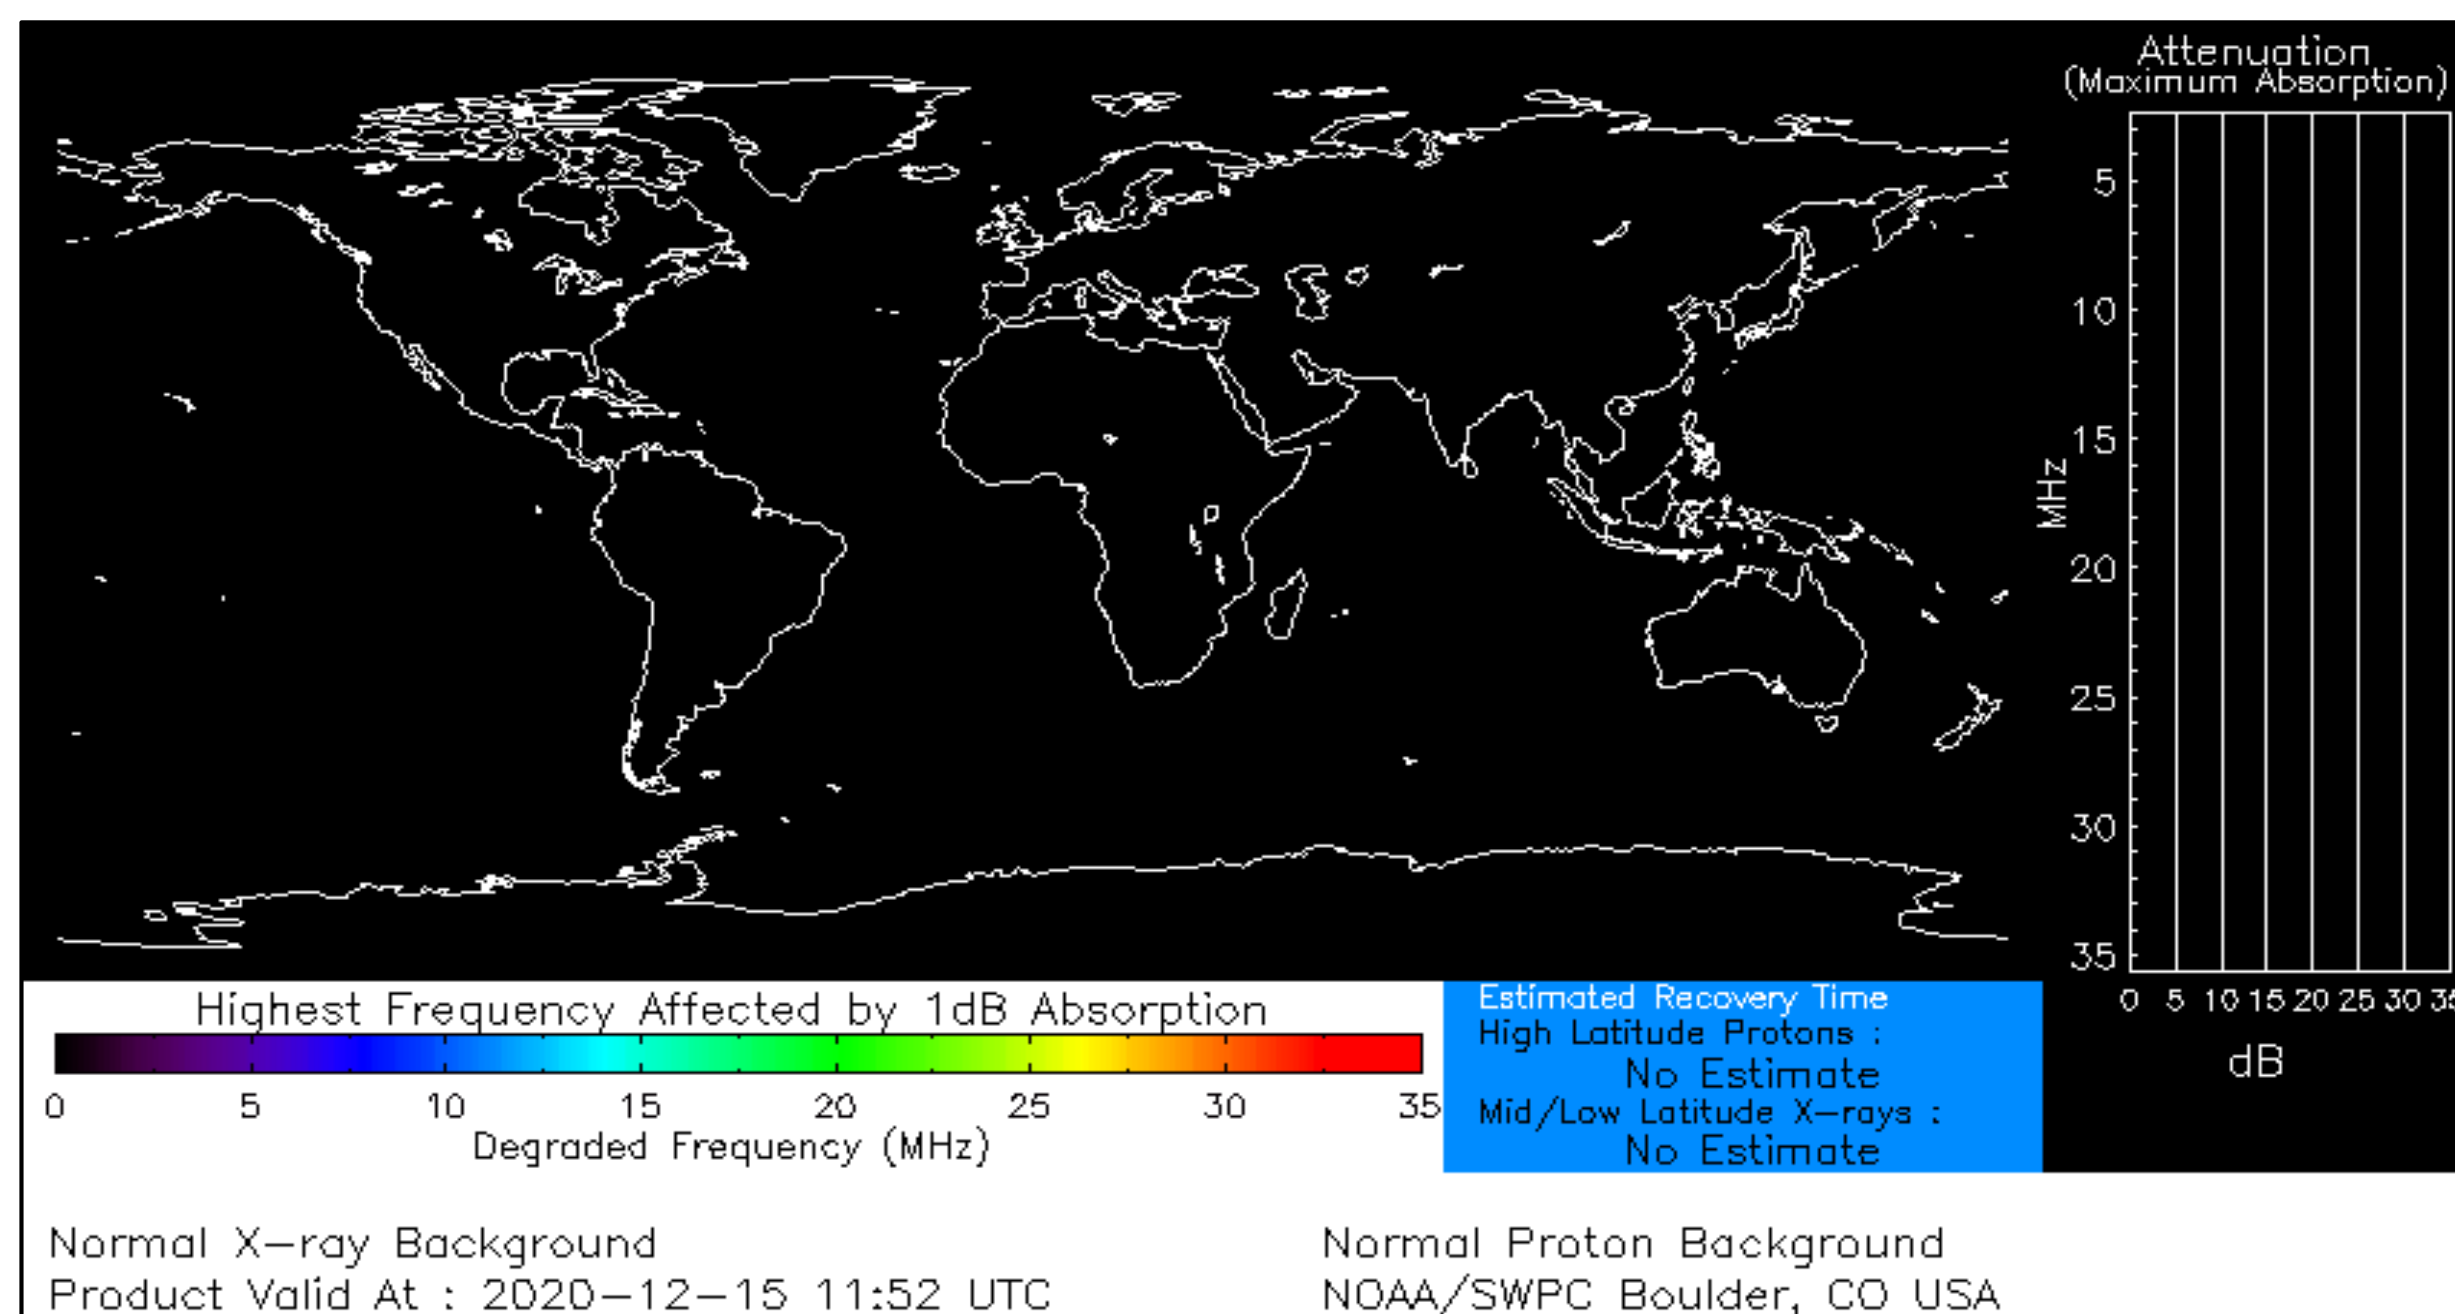 Attenuation
(Maximum Absorption)
5
10
15
20
25
30
35
MHz
0 5 10 15 20 25 30
dB
Highest Frequency Affected by 1dB Absorption
0 5 10 15 20 25 30 35
Degraded Frequency (MHz)
Estimated Recovery Time
High Latitude Protons :
No Estimate
Mid/Low Latitude X-rays :
No Estimate
Normal X-ray Background
Normal Proton Background
Product Valid At : 2020-12-15 11:52 UTC
NOAA/SWPC Boulder, CO USA